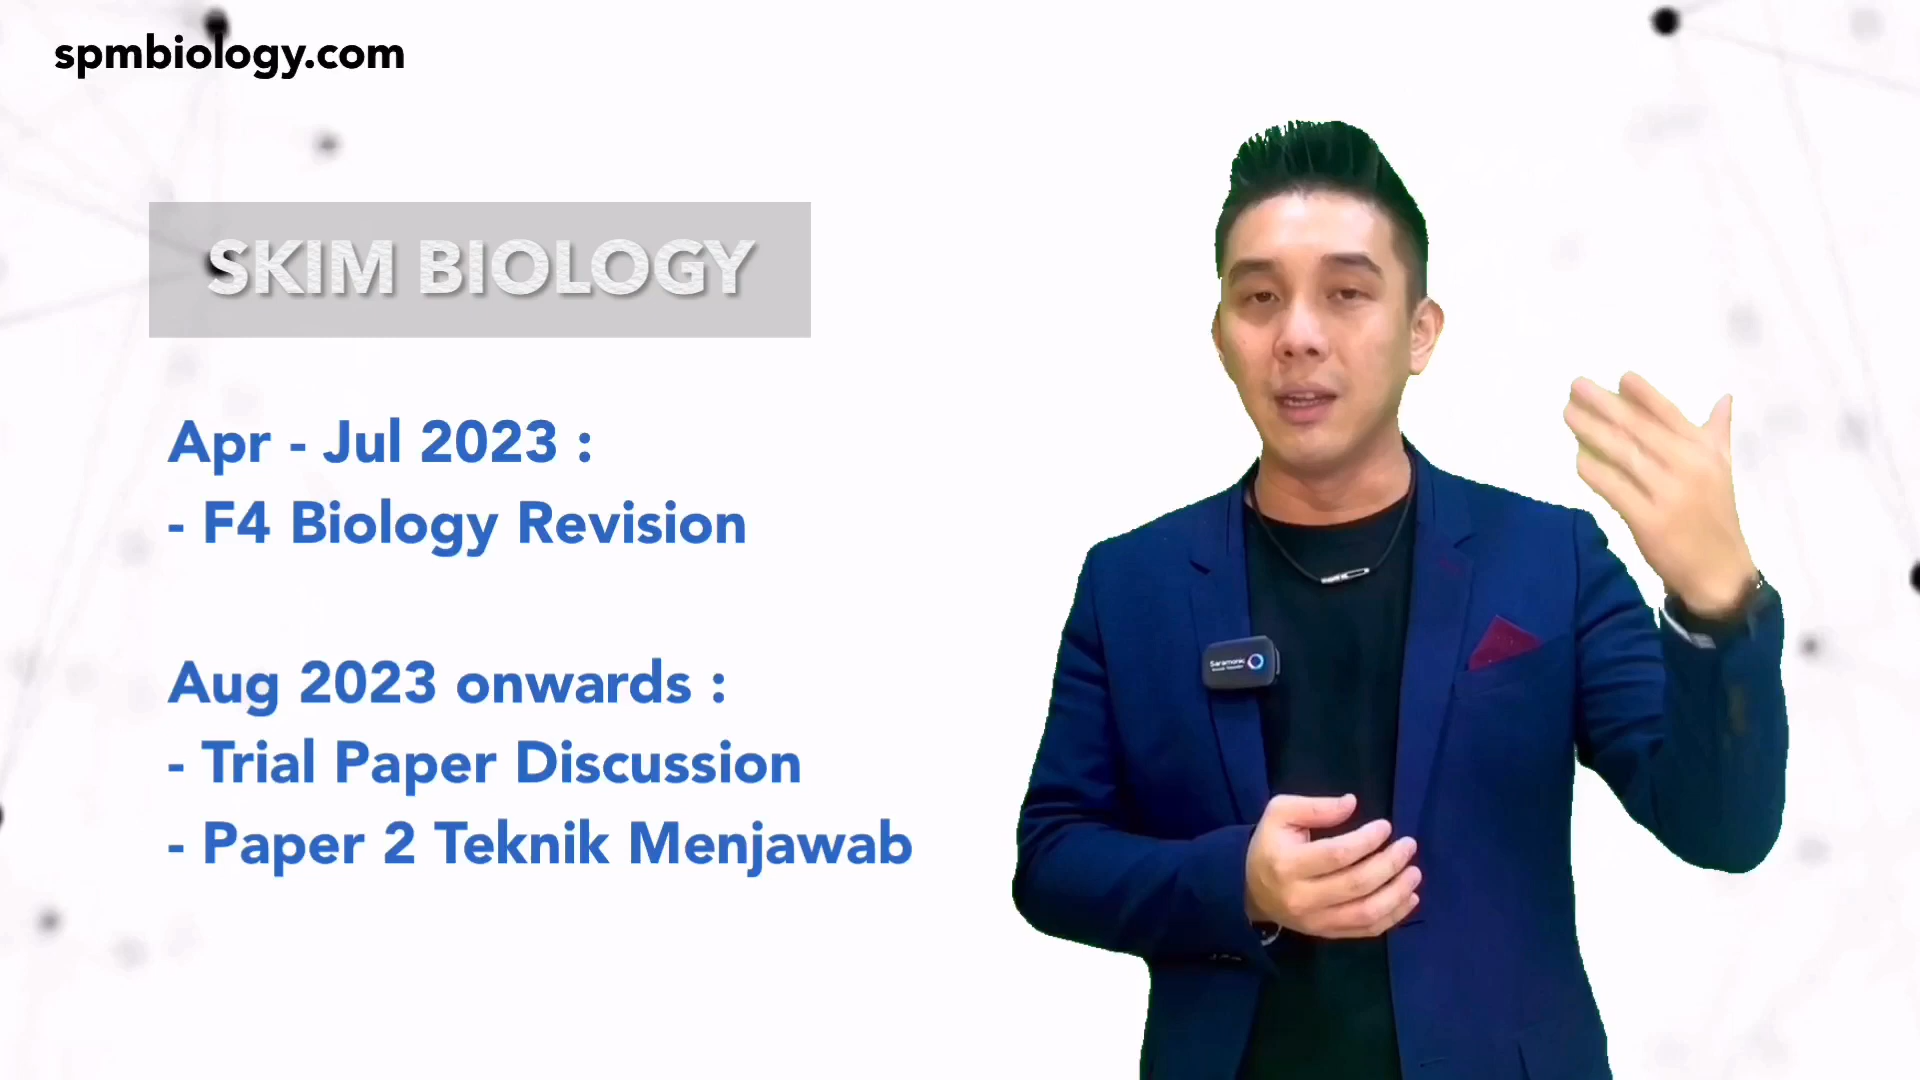 spmbiology.com
SKIM BIOLOGY
Apr - Jul 2023 :
- F4 Biology Revision
Aug 2023 onwards :
- Trial Paper Discussion
- Paper 2 Teknik Menjawab
Saramonic